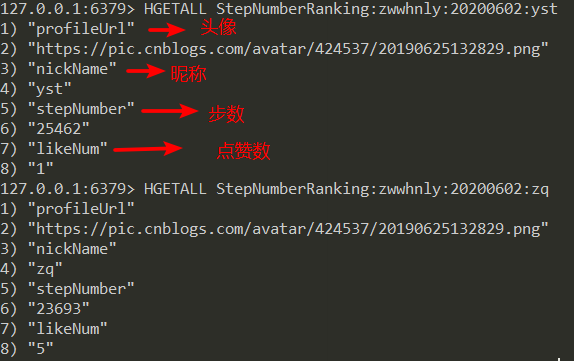 127.0.0.1:6379> HGETALL StepNumberRanking:zwwhnly:20200602:yst
1) "profileUrl" 头像
2) "https://pic.cnblogs.com/avatar/424537/20190625132829.png"
3) "nickName" 昵称
4) "yst"
5) "stepNumber" 步数
6) "25462"
7) "likeNum" 点赞数
8) "1"
127.0.0.1:6379> HGETALL StepNumberRanking:zwwhnly:20200602:zq
1) "profileUrl"
2) "https://pic.cnblogs.com/avatar/424537/20190625132829.png"
3) "nickName"
4) "zq"
5) "stepNumber"
6) "23693"
7) "likeNum"
8) "5"